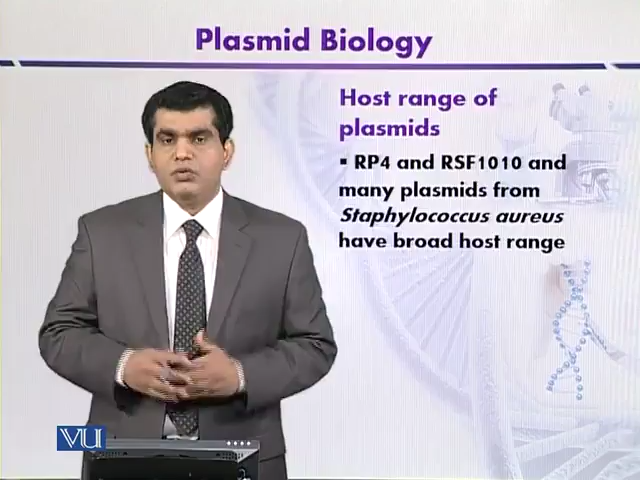 Plasmid Biology
Host range of
plasmids
▪ RP4 and RSF1010 and
many plasmids from
Staphylococcus aureus
have broad host range
VU